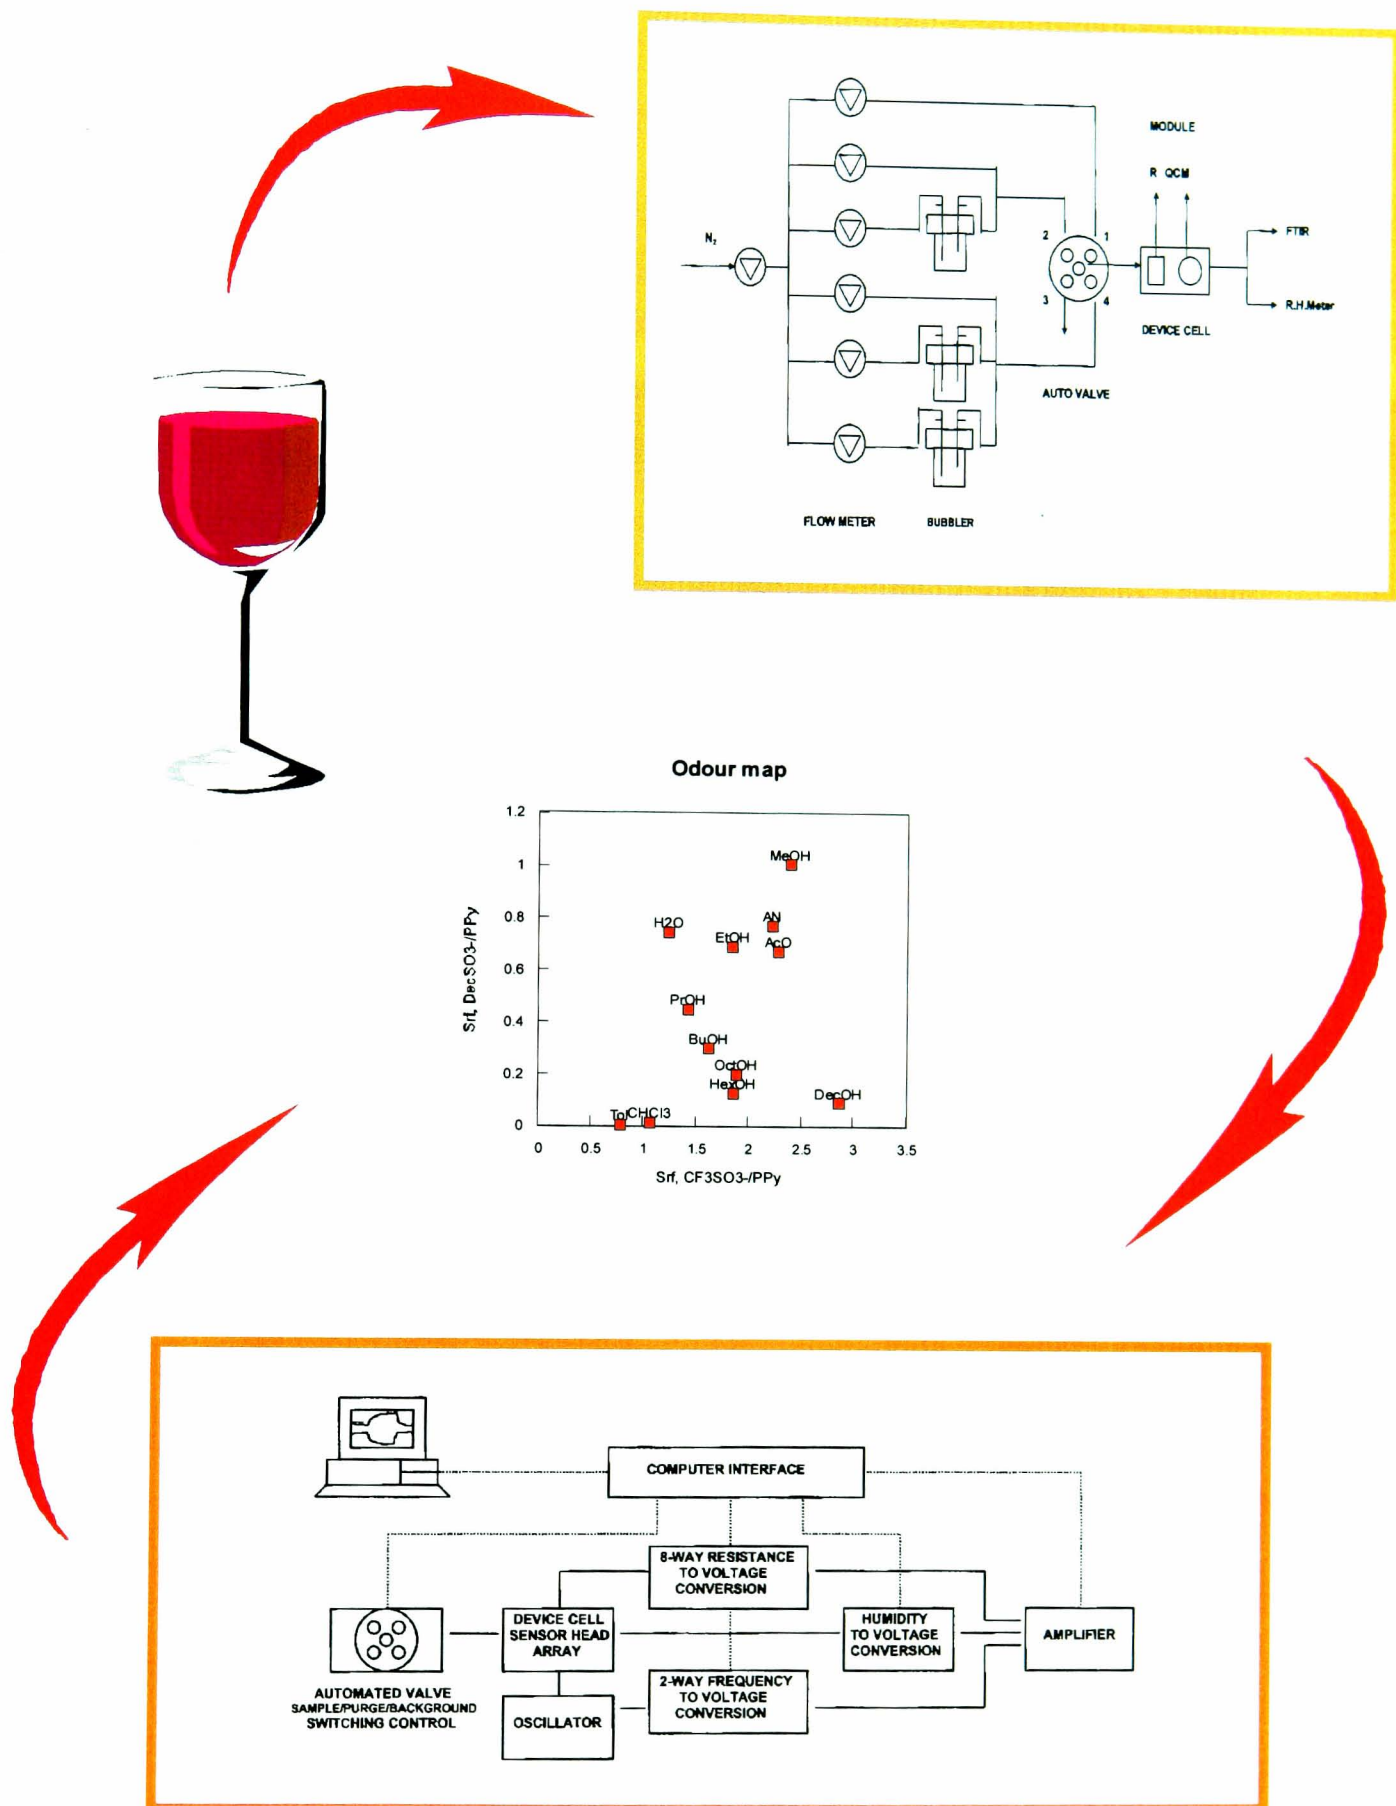 MODULE
R QCM
N₂
2 1
FTIR
3 4
R.H.Meter
DEVICE CELL
AUTO VALVE
FLOW METER BUBBLER
Odour map
1.2
1
0.8
0.6
0.4
0.2
0
Srf, DecSO3-/PPy
MeOH
AN
H2O
EtOH
AcO
PrOH
BuOH
OctOH
HexOH
DecOH
Tol
CHCl3
0 0.5 1 1.5 2 2.5 3 3.5
Srf, CF3SO3-/PPy
COMPUTER INTERFACE
8-WAY RESISTANCE
TO VOLTAGE
CONVERSION
DEVICE CELL
SENSOR HEAD
ARRAY
HUMIDITY
TO VOLTAGE
CONVERSION
AMPLIFIER
AUTOMATED VALVE
SAMPLE/PURGE/BACKGROUND
SWITCHING CONTROL
OSCILLATOR
2-WAY FREQUENCY
TO VOLTAGE
CONVERSION